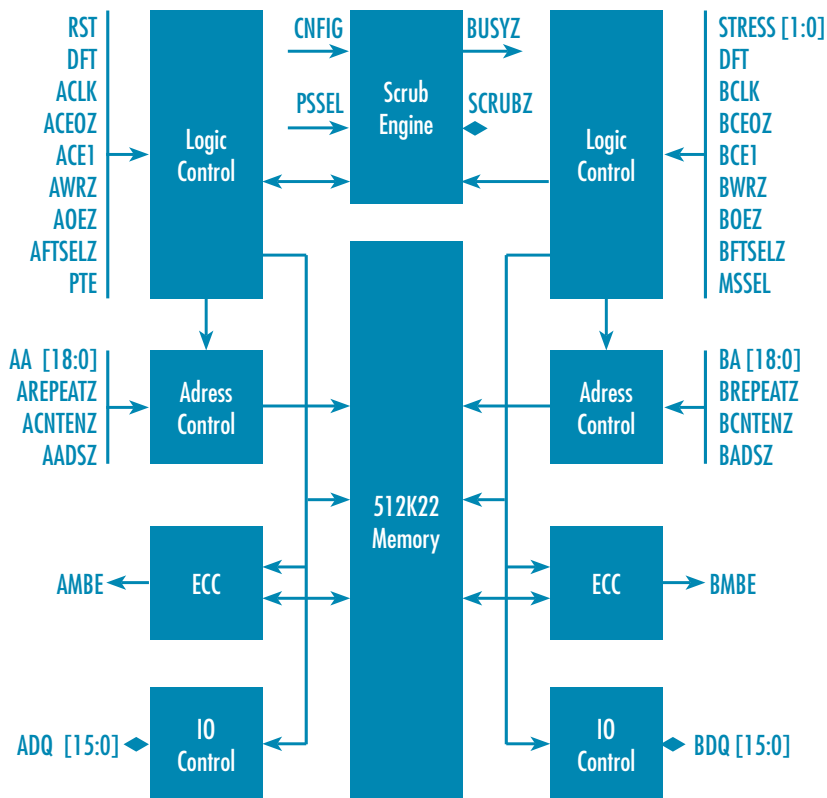 RST
DFT
ACLK
ACEOZ
ACE1
AWRZ
AOEZ
AFTSELZ
PTE
Logic
Control
CNFIG
PSSEL
Scrub
Engine
BUSYZ
SCRUBZ
Logic
Control
STRESS [1:0]
DFT
BCLK
BCEOZ
BCE1
BWRZ
BOEZ
BFTSELZ
MSSEL
AA [18:0]
AREPEATZ
ACNTENZ
AADSZ
Adress
Control
512K22
Memory
Adress
Control
BA [18:0]
BREPEATZ
BCNTENZ
BADSZ
AMBE
ECC
ECC
BMBE
ADQ [15:0]
IO
Control
IO
Control
BDQ [15:0]